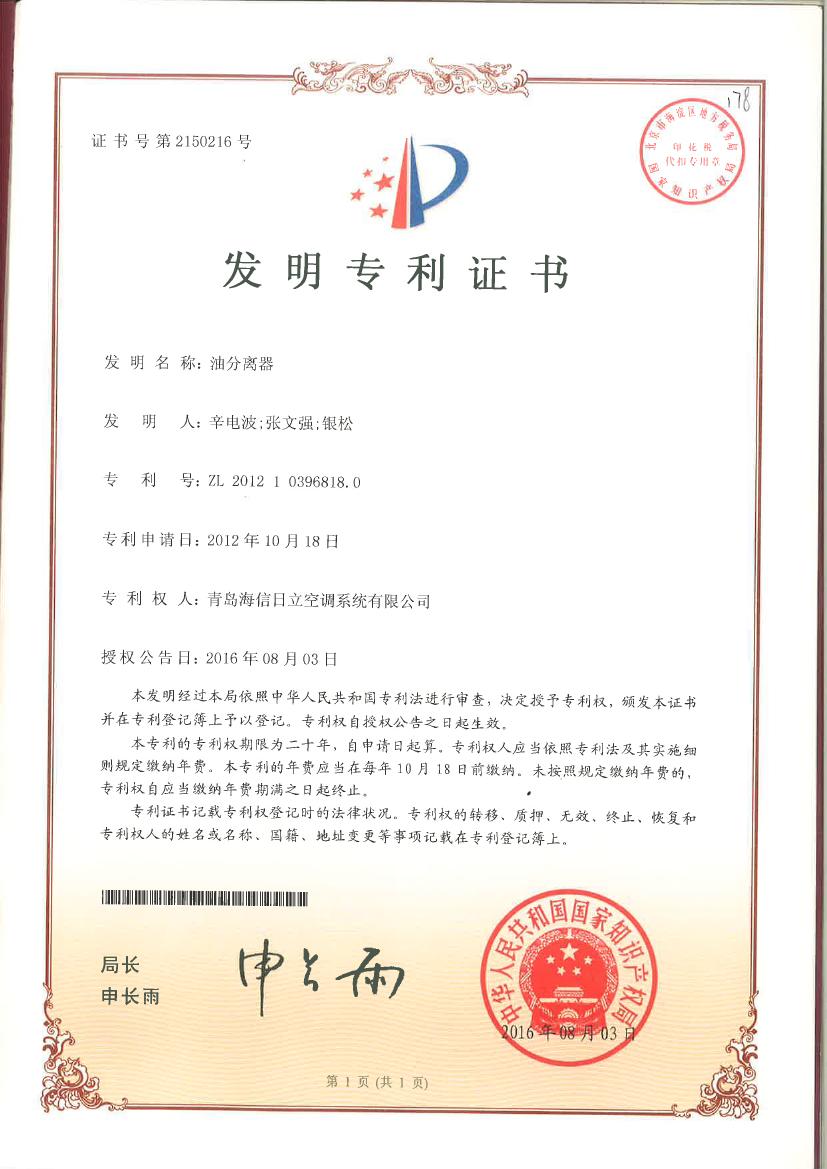 178
证书号第2150216号
北京市海淀区地方税务局
印花税
代扣专用章
国家知识产权局
发明专利证书
发明名称：油分离器
发明人：辛电波;张文强;银松
专利号：ZL 2012 1 0396818.0
专利申请日：2012年10月18日
专利权人：青岛海信日立空调系统有限公司
授权公告日：2016年08月03日
本发明经过本局依照中华人民共和国专利法进行审查，决定授予专利权，颁发本证书
并在专利登记簿上予以登记。专利权自授权公告之日起生效。
本专利的专利权期限为二十年，自申请日起算。专利权人应当依照专利法及其实施细
则规定缴纳年费。本专利的年费应当在每年10月18日前缴纳。未按照规定缴纳年费的，
专利权自应当缴纳年费期满之日起终止。
专利证书记载专利权登记时的法律状况。专利权的转移、质押、无效、终止、恢复和
专利权人的姓名或名称、国籍、地址变更等事项记载在专利登记簿上。
局长
申长雨
申长雨
中华人民共和国国家知识产权局
2016年08月03日
第1页(共1页)